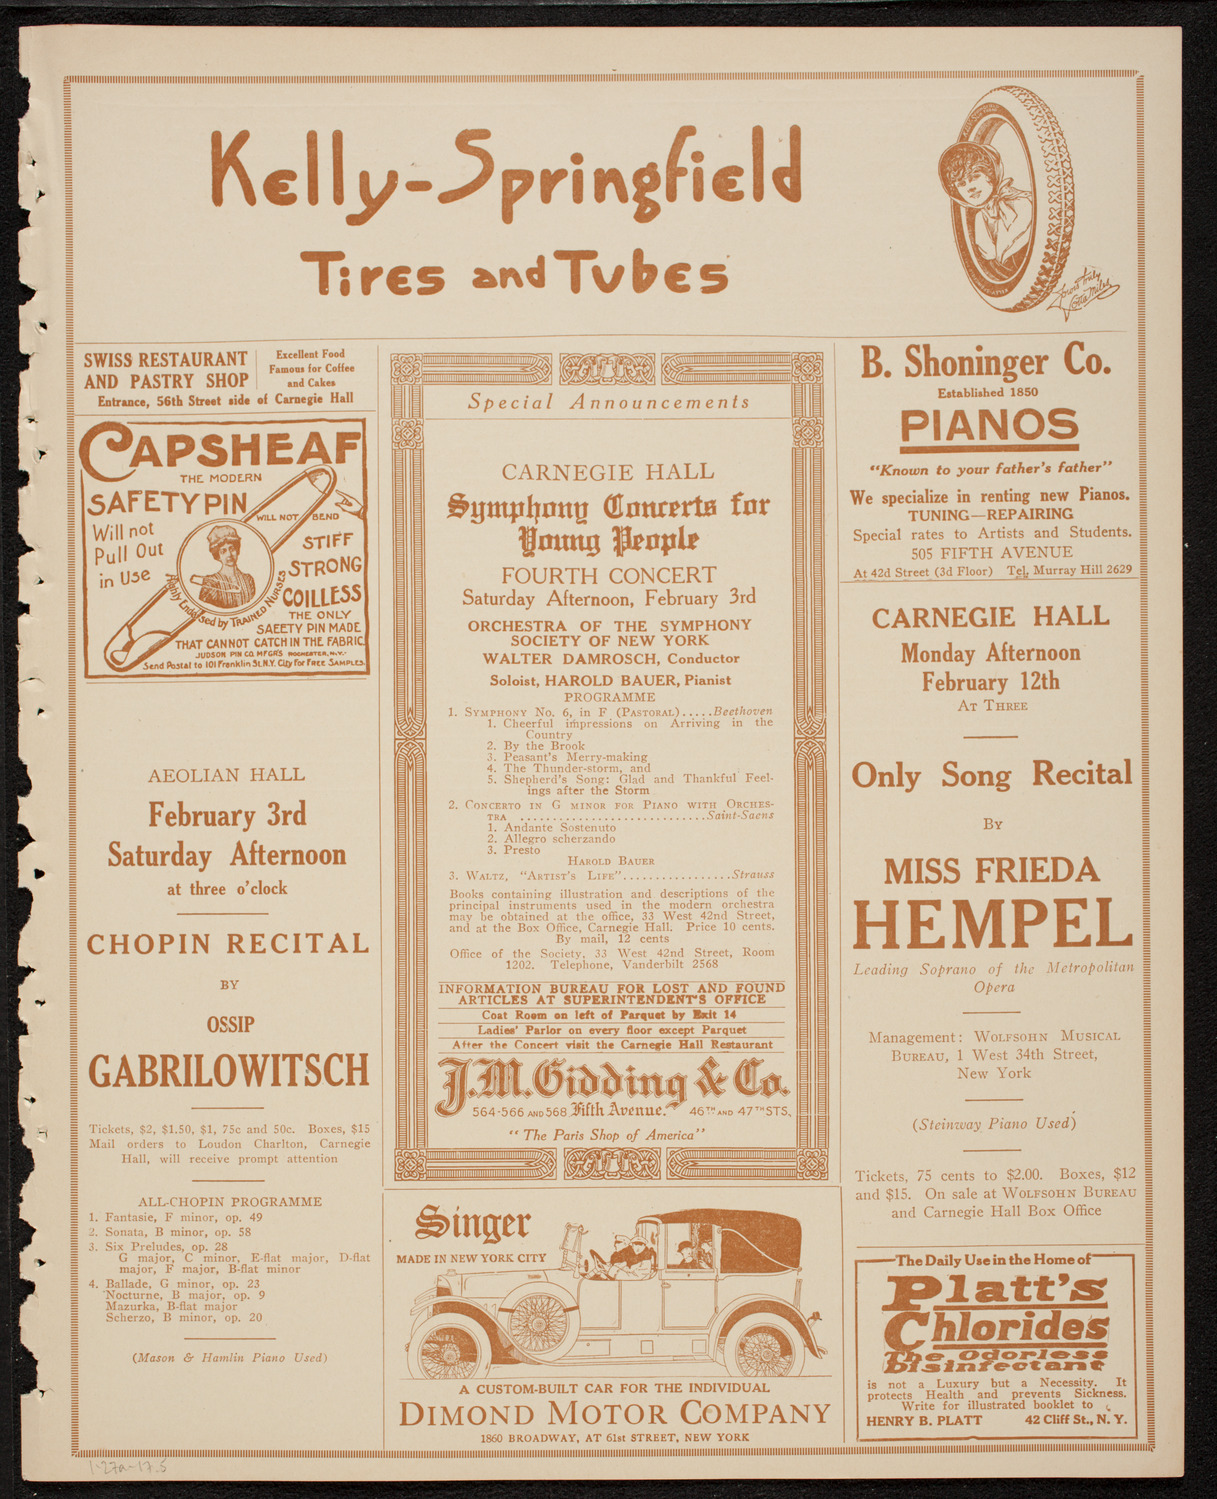 Kelly-Springfield
Tires and Tubes
Yours truly
Lotta Miles
SWISS RESTAURANT
AND PASTRY SHOP
Excellent Food
Famous for Coffee
and Cakes
Entrance, 56th Street side of Carnegie Hall
CAPSHEAF
THE MODERN
SAFETY PIN
WILL NOT BEND
Will not
Pull Out
in Use
STIFF
STRONG
COILLESS
Highly Endorsed by TRAINED NURSES
THE ONLY
SAFETY PIN MADE
THAT CANNOT CATCH IN THE FABRIC.
JUDSON PIN CO. MFGRS ROCHESTER, N.Y.
Send Postal to 101 Franklin St. N.Y. City for FREE SAMPLES.
AEOLIAN HALL
February 3rd
Saturday Afternoon
at three o'clock
CHOPIN RECITAL
BY
OSSIP
GABRILOWITSCH
Tickets, $2, $1.50, $1, 75c and 50c. Boxes, $15
Mail orders to Loudon Charlton, Carnegie
Hall, will receive prompt attention
ALL-CHOPIN PROGRAMME
1. Fantasie, F minor, op. 49
2. Sonata, B minor, op. 58
3. Six Preludes, op. 28
G major, C minor, E-flat major, D-flat
major, F major, B-flat minor
4. Ballade, G minor, op. 23
Nocturne, B major, op. 9
Mazurka, B-flat major
Scherzo, B minor, op. 20
(Mason & Hamlin Piano Used)
Special Announcements
CARNEGIE HALL
Symphony Concerts for
Young People
FOURTH CONCERT
Saturday Afternoon, February 3rd
ORCHESTRA OF THE SYMPHONY
SOCIETY OF NEW YORK
WALTER DAMROSCH, Conductor
Soloist, HAROLD BAUER, Pianist
PROGRAMME
1. SYMPHONY NO. 6, IN F (PASTORAL).....Beethoven
1. Cheerful impressions on Arriving in the
Country
2. By the Brook
3. Peasant's Merry-making
4. The Thunder-storm, and
5. Shepherd's Song: Glad and Thankful Feel-
ings after the Storm
2. CONCERTO IN G MINOR FOR PIANO WITH ORCHES-
TRA ............................Saint-Saens
1. Andante Sostenuto
2. Allegro scherzando
3. Presto
HAROLD BAUER
3. WALTZ, "ARTIST'S LIFE"................Strauss
Books containing illustration and descriptions of the
principal instruments used in the modern orchestra
may be obtained at the office, 33 West 42nd Street,
and at the Box Office, Carnegie Hall. Price 10 cents.
By mail, 12 cents
Office of the Society, 33 West 42nd Street, Room
1202. Telephone, Vanderbilt 2568
INFORMATION BUREAU FOR LOST AND FOUND
ARTICLES AT SUPERINTENDENT'S OFFICE
Coat Room on left of Parquet by Exit 14
Ladies' Parlor on every floor except Parquet
After the Concert visit the Carnegie Hall Restaurant
J.M. Gidding & Co.
564-566 AND 568 Fifth Avenue. 46TH AND 47TH STS.
"The Paris Shop of America"
Singer
MADE IN NEW YORK CITY
A CUSTOM-BUILT CAR FOR THE INDIVIDUAL
DIMOND MOTOR COMPANY
1860 BROADWAY, AT 61st STREET, NEW YORK
B. Shoninger Co.
Established 1850
PIANOS
"Known to your father's father"
We specialize in renting new Pianos.
TUNING—REPAIRING
Special rates to Artists and Students.
505 FIFTH AVENUE
At 42d Street (3d Floor) Tel. Murray Hill 2629
CARNEGIE HALL
Monday Afternoon
February 12th
AT THREE
Only Song Recital
BY
MISS FRIEDA
HEMPEL
Leading Soprano of the Metropolitan
Opera
Management: WOLFSOHN MUSICAL
BUREAU, 1 West 34th Street,
New York
(Steinway Piano Used)
Tickets, 75 cents to $2.00. Boxes, $12
and $15. On sale at WOLFSOHN BUREAU
and Carnegie Hall Box Office
The Daily Use in the Home of
Platt's
Chlorides
The Odorless
Disinfectant
is not a Luxury but a Necessity. It
protects Health and prevents Sickness.
Write for illustrated booklet to
HENRY B. PLATT 42 Cliff St., N. Y.
1-27a-17.5